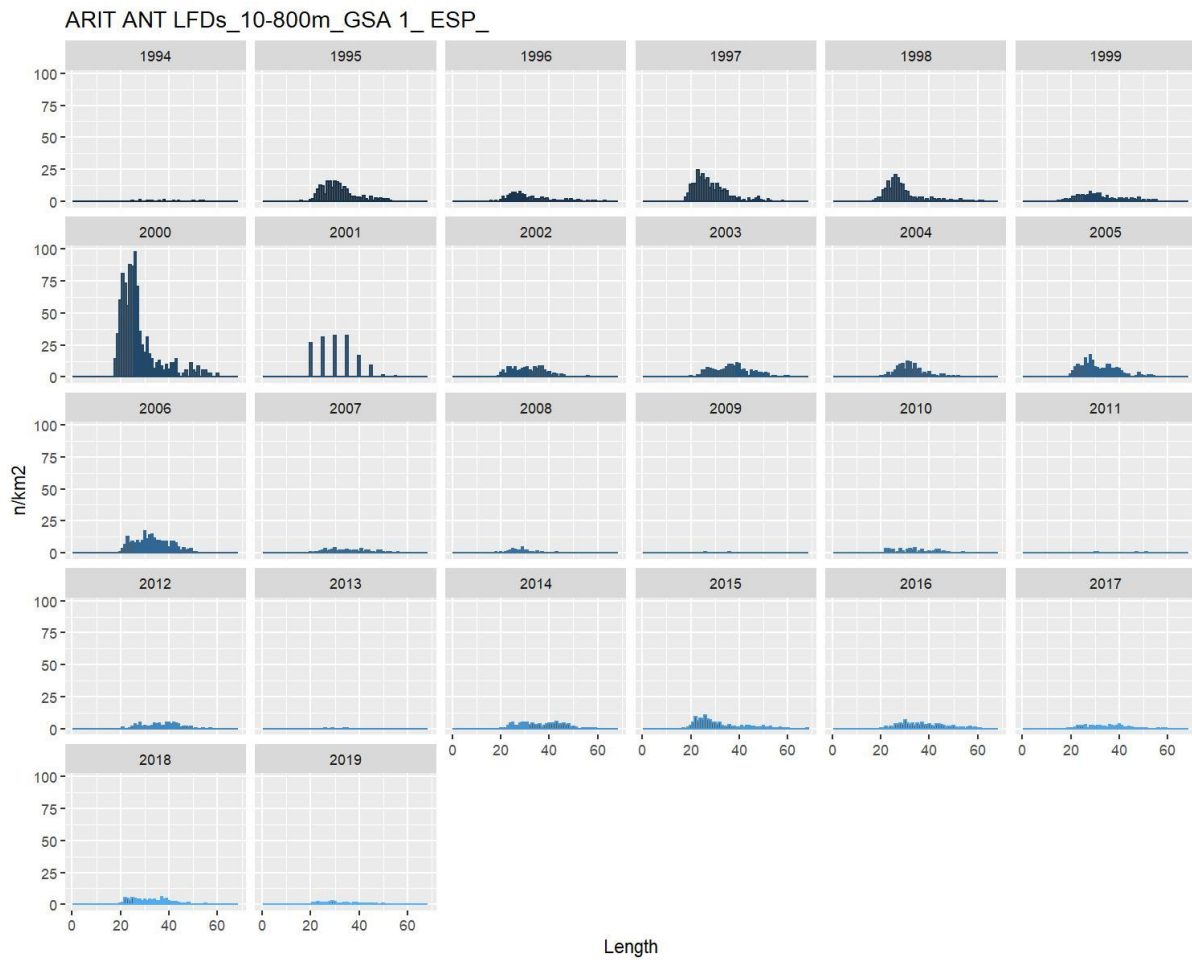 ARIT ANT LFDs_10-800m_GSA 1_ ESP_
1994 1995 1996 1997 1998 1999
100
75
50
25
0
2000 2001 2002 2003 2004 2005
100
75
50
25
0
2006 2007 2008 2009 2010 2011
100
75
50
25
0
n/km2
2012 2013 2014 2015 2016 2017
100
75
50
25
0
0 20 40 60 0 20 40 60 0 20 40 60 0 20 40 60
2018 2019
100
75
50
25
0
0 20 40 60 0 20 40 60
Length